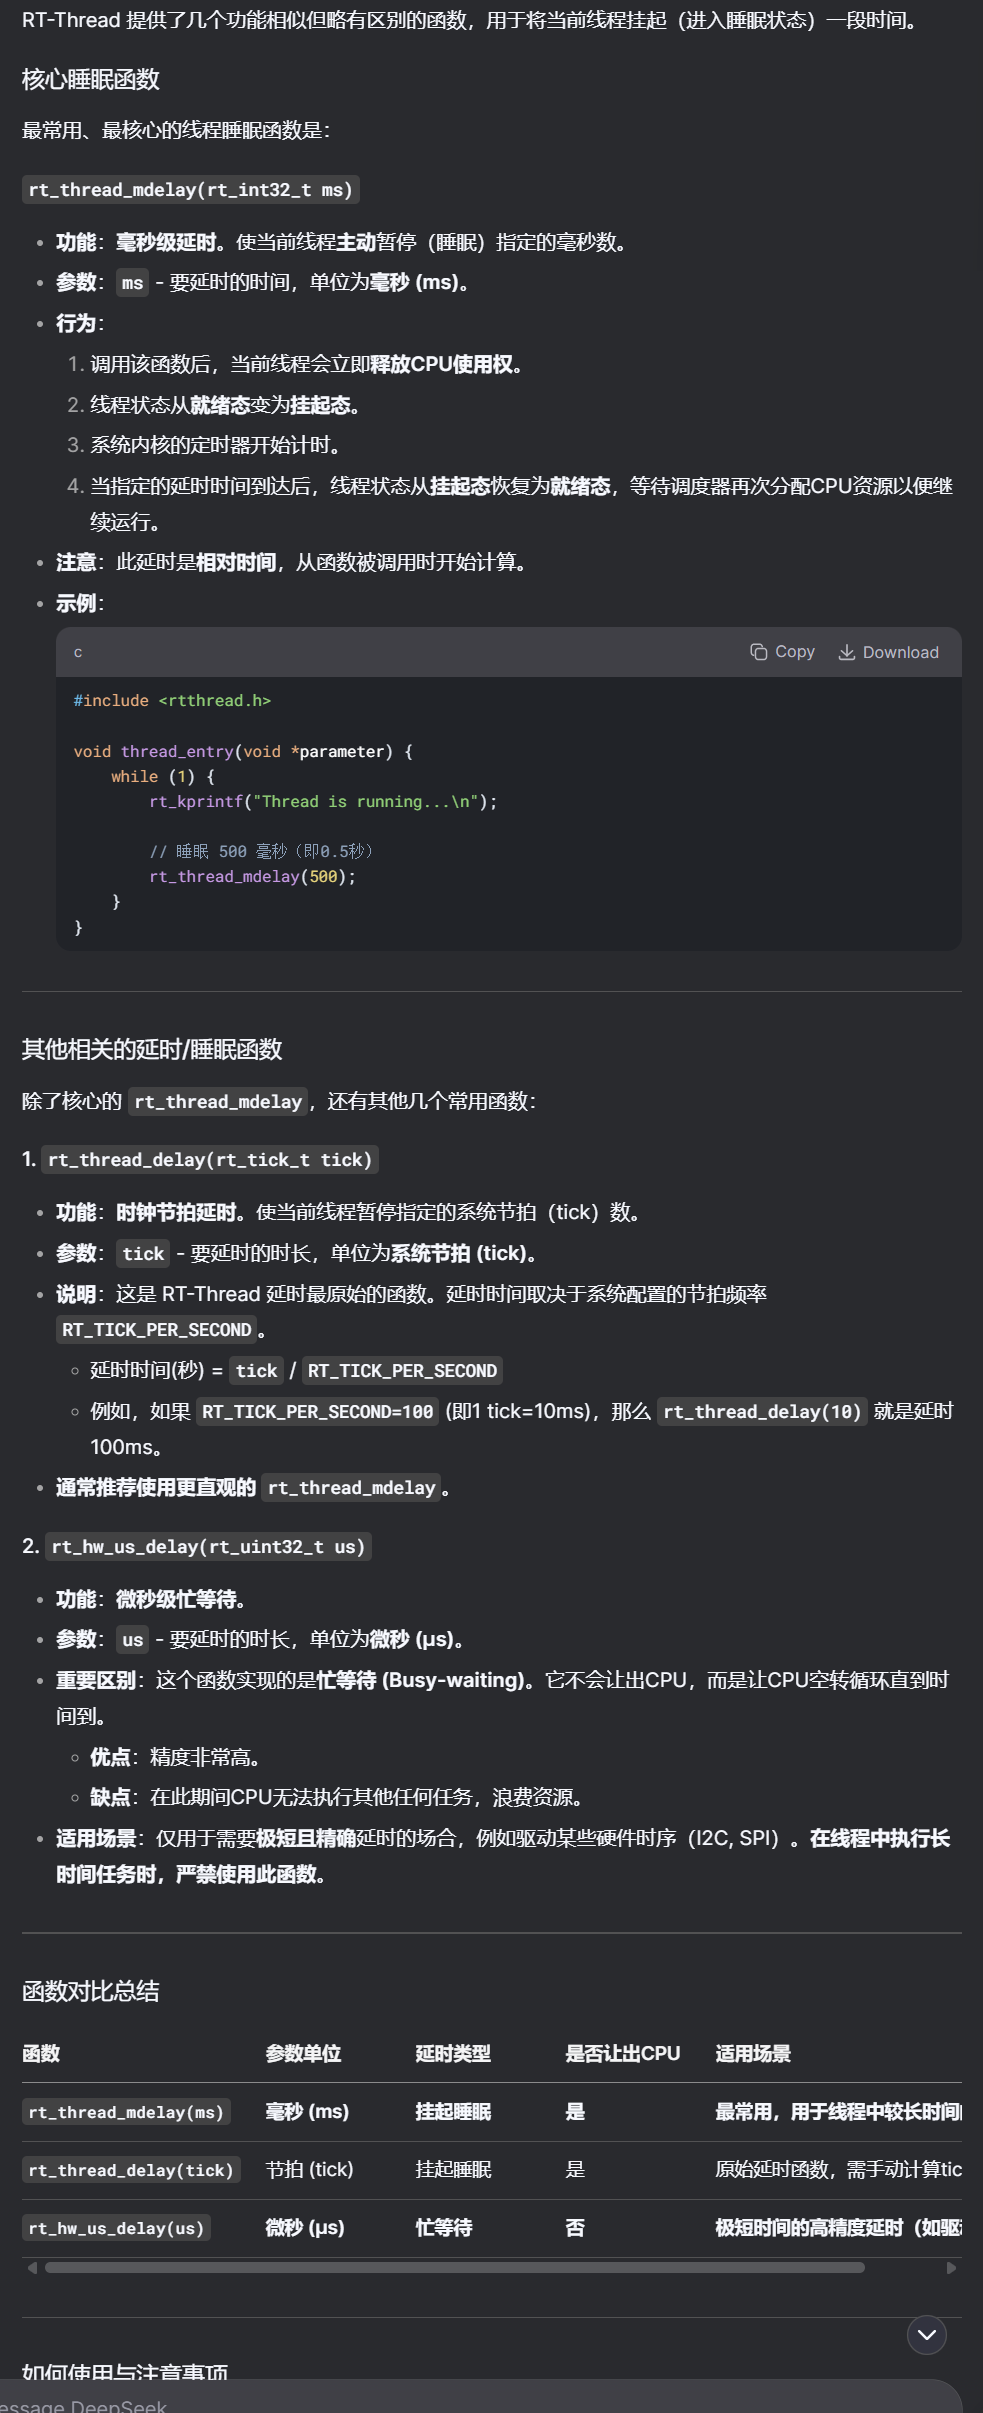 RT-Thread 提供了几个功能相似但略有区别的函数，用于将当前线程挂起（进入睡眠状态）一段时间。
核心睡眠函数
最常用、最核心的线程睡眠函数是：
rt_thread_mdelay(rt_int32_t ms)
• 功能：毫秒级延时。使当前线程主动暂停（睡眠）指定的毫秒数。
• 参数： ms - 要延时的时间，单位为毫秒 (ms)。
• 行为：
1. 调用该函数后，当前线程会立即释放CPU使用权。
2. 线程状态从就绪态变为挂起态。
3. 系统内核的定时器开始计时。
4. 当指定的延时时间到达后，线程状态从挂起态恢复为就绪态，等待调度器再次分配CPU资源以便继
续运行。
• 注意：此延时是相对时间，从函数被调用时开始计算。
• 示例：
c Copy Download
#include <rtthread.h>
void thread_entry(void *parameter) {
while (1) {
rt_kprintf("Thread is running...\n");
// 睡眠 500 毫秒（即0.5秒）
rt_thread_mdelay(500);
}
}
其他相关的延时/睡眠函数
除了核心的 rt_thread_mdelay，还有其他几个常用函数：
1. rt_thread_delay(rt_tick_t tick)
• 功能：时钟节拍延时。使当前线程暂停指定的系统节拍（tick）数。
• 参数： tick - 要延时的时长，单位为系统节拍 (tick)。
• 说明：这是 RT-Thread 延时最原始的函数。延时时间取决于系统配置的节拍频率
RT_TICK_PER_SECOND。
◦ 延时时间(秒) = tick / RT_TICK_PER_SECOND
◦ 例如，如果 RT_TICK_PER_SECOND=100 (即1 tick=10ms)，那么 rt_thread_delay(10) 就是延时
100ms。
• 通常推荐使用更直观的 rt_thread_mdelay。
2. rt_hw_us_delay(rt_uint32_t us)
• 功能：微秒级忙等待。
• 参数： us - 要延时的时长，单位为微秒 (μs)。
• 重要区别：这个函数实现的是忙等待 (Busy-waiting)。它不会让出CPU，而是让CPU空转循环直到时
间到。
◦ 优点：精度非常高。
◦ 缺点：在此期间CPU无法执行其他任何任务，浪费资源。
• 适用场景：仅用于需要极短且精确延时的场合，例如驱动某些硬件时序（I2C, SPI）。在线程中执行长
时间任务时，严禁使用此函数。
函数对比总结
函数 参数单位 延时类型 是否让出CPU 适用场景
rt_thread_mdelay(ms) 毫秒 (ms) 挂起睡眠 是 最常用，用于线程中较长时间
rt_thread_delay(tick) 节拍 (tick) 挂起睡眠 是 原始延时函数，需手动计算tic
rt_hw_us_delay(us) 微秒 (μs) 忙等待 否 极短时间的高精度延时（如驱
如何使用与注意事项
essage DeepSeek